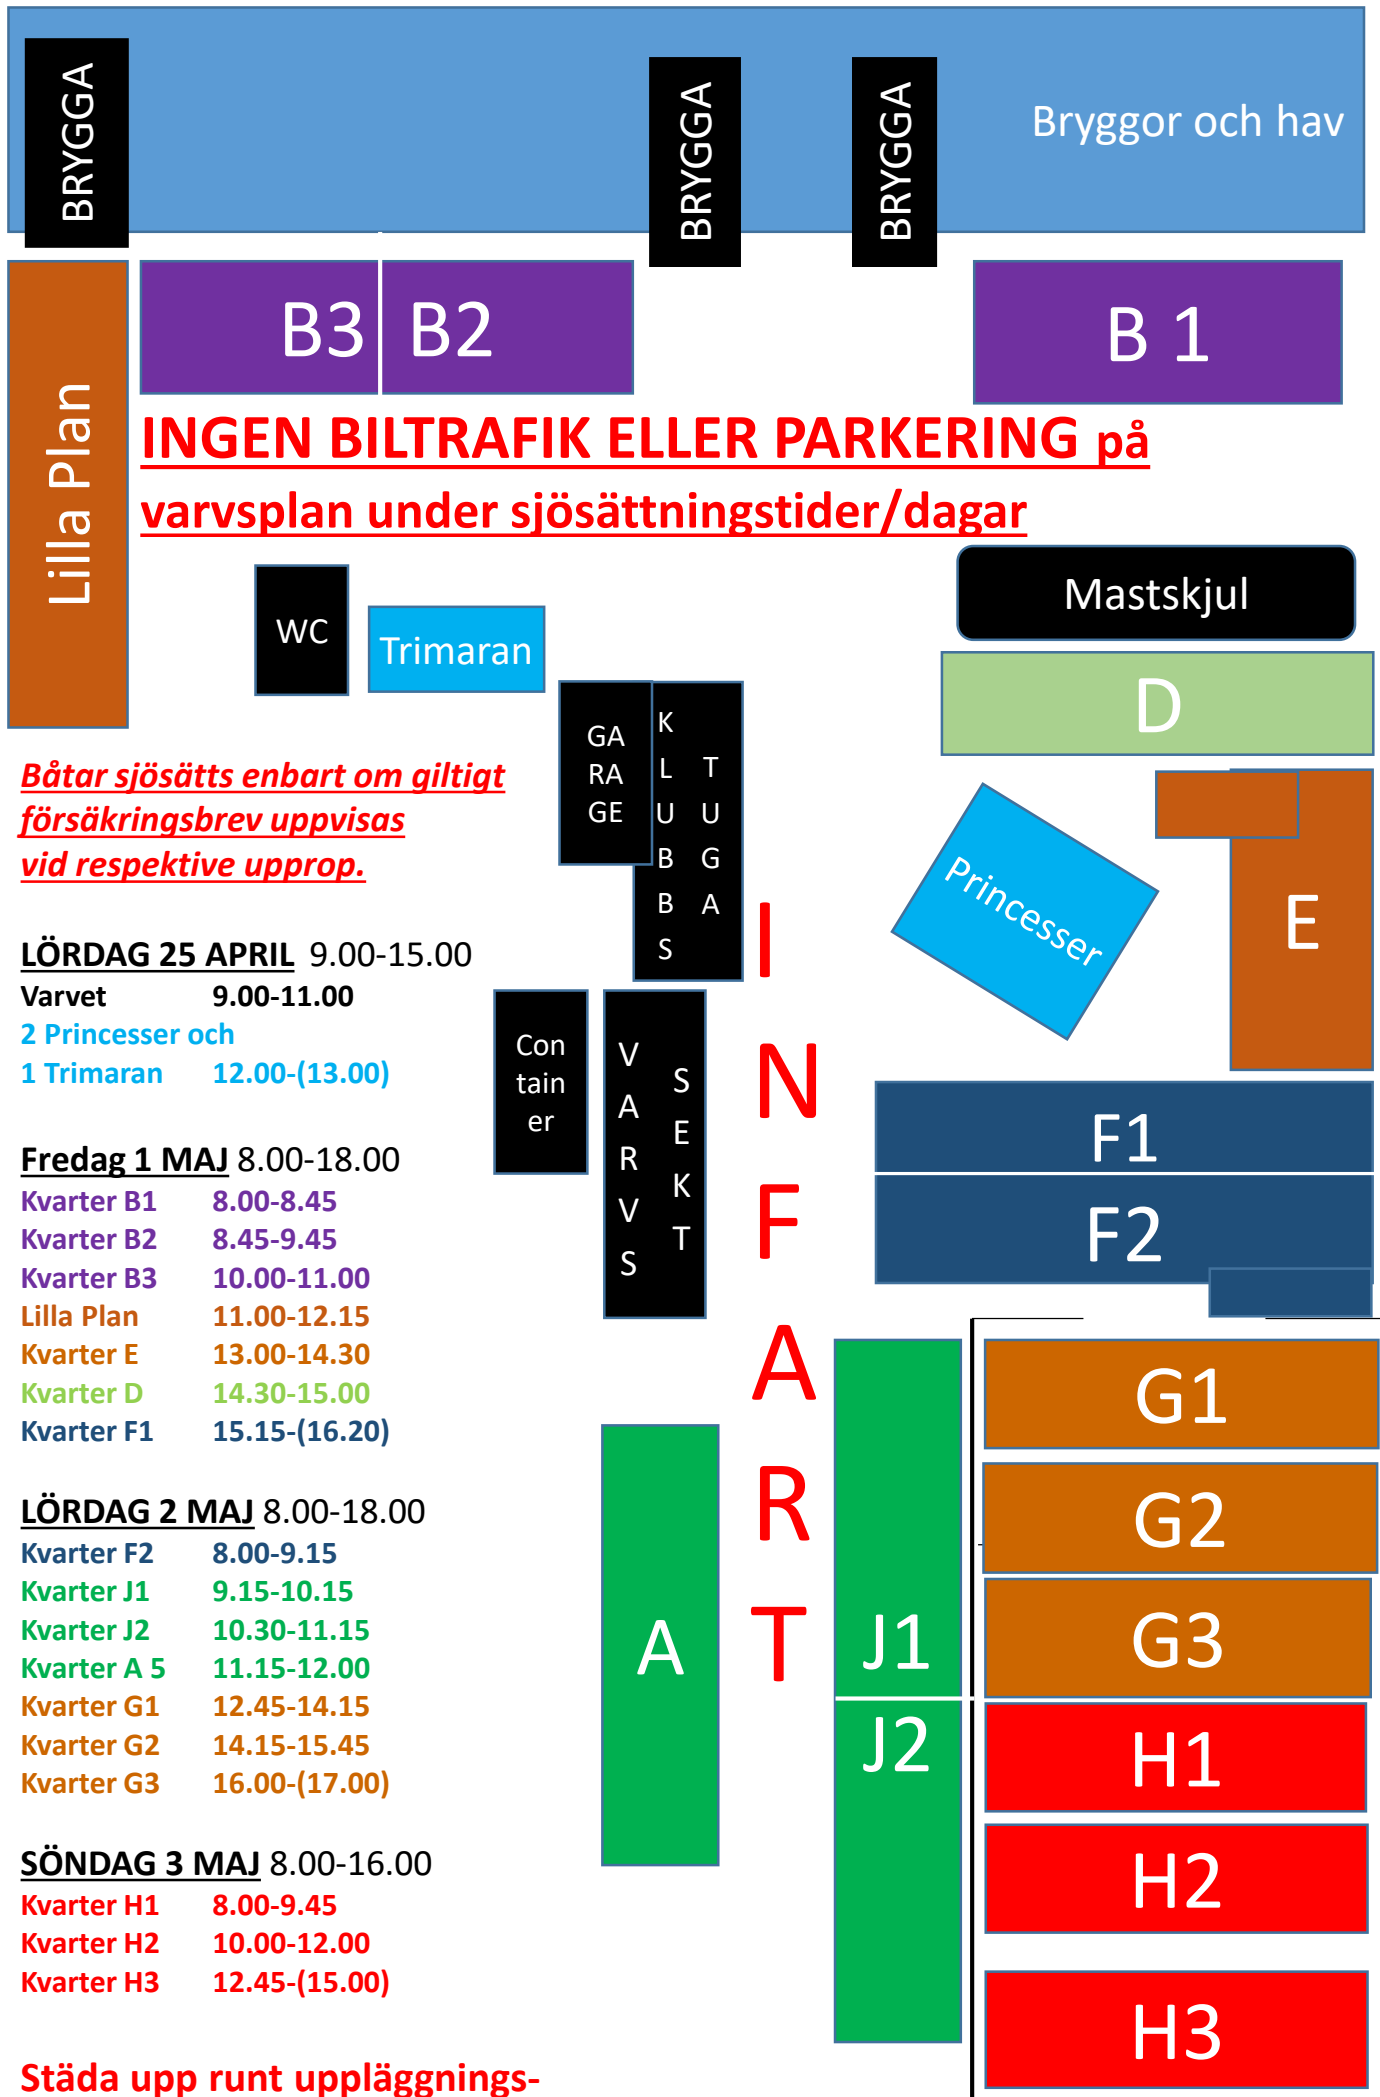 BRYGGA
BRYGGA
BRYGGA
Bryggor och hav
Lilla Plan
B3
B2
B 1
INGEN BILTRAFIK ELLER PARKERING på
varvsplan under sjösättningstider/dagar
WC
Trimaran
GA
RA
GE
KLUBBS
TUGA
Mastskjul
D
E
Princesser
Båtar sjösätts enbart om giltigt
försäkringsbrev uppvisas
vid respektive upprop.
LÖRDAG 25 APRIL 9.00-15.00
Varvet 9.00-11.00
2 Princesser och
1 Trimaran 12.00-(13.00)
Con
tain
er
VARVS
SEKT
INFART
F1
F2
Fredag 1 MAJ 8.00-18.00
Kvarter B1 8.00-8.45
Kvarter B2 8.45-9.45
Kvarter B3 10.00-11.00
Lilla Plan 11.00-12.15
Kvarter E 13.00-14.30
Kvarter D 14.30-15.00
Kvarter F1 15.15-(16.20)
LÖRDAG 2 MAJ 8.00-18.00
Kvarter F2 8.00-9.15
Kvarter J1 9.15-10.15
Kvarter J2 10.30-11.15
Kvarter A 5 11.15-12.00
Kvarter G1 12.45-14.15
Kvarter G2 14.15-15.45
Kvarter G3 16.00-(17.00)
A
J1
J2
G1
G2
G3
H1
H2
H3
SÖNDAG 3 MAJ 8.00-16.00
Kvarter H1 8.00-9.45
Kvarter H2 10.00-12.00
Kvarter H3 12.45-(15.00)
Städa upp runt uppläggnings-